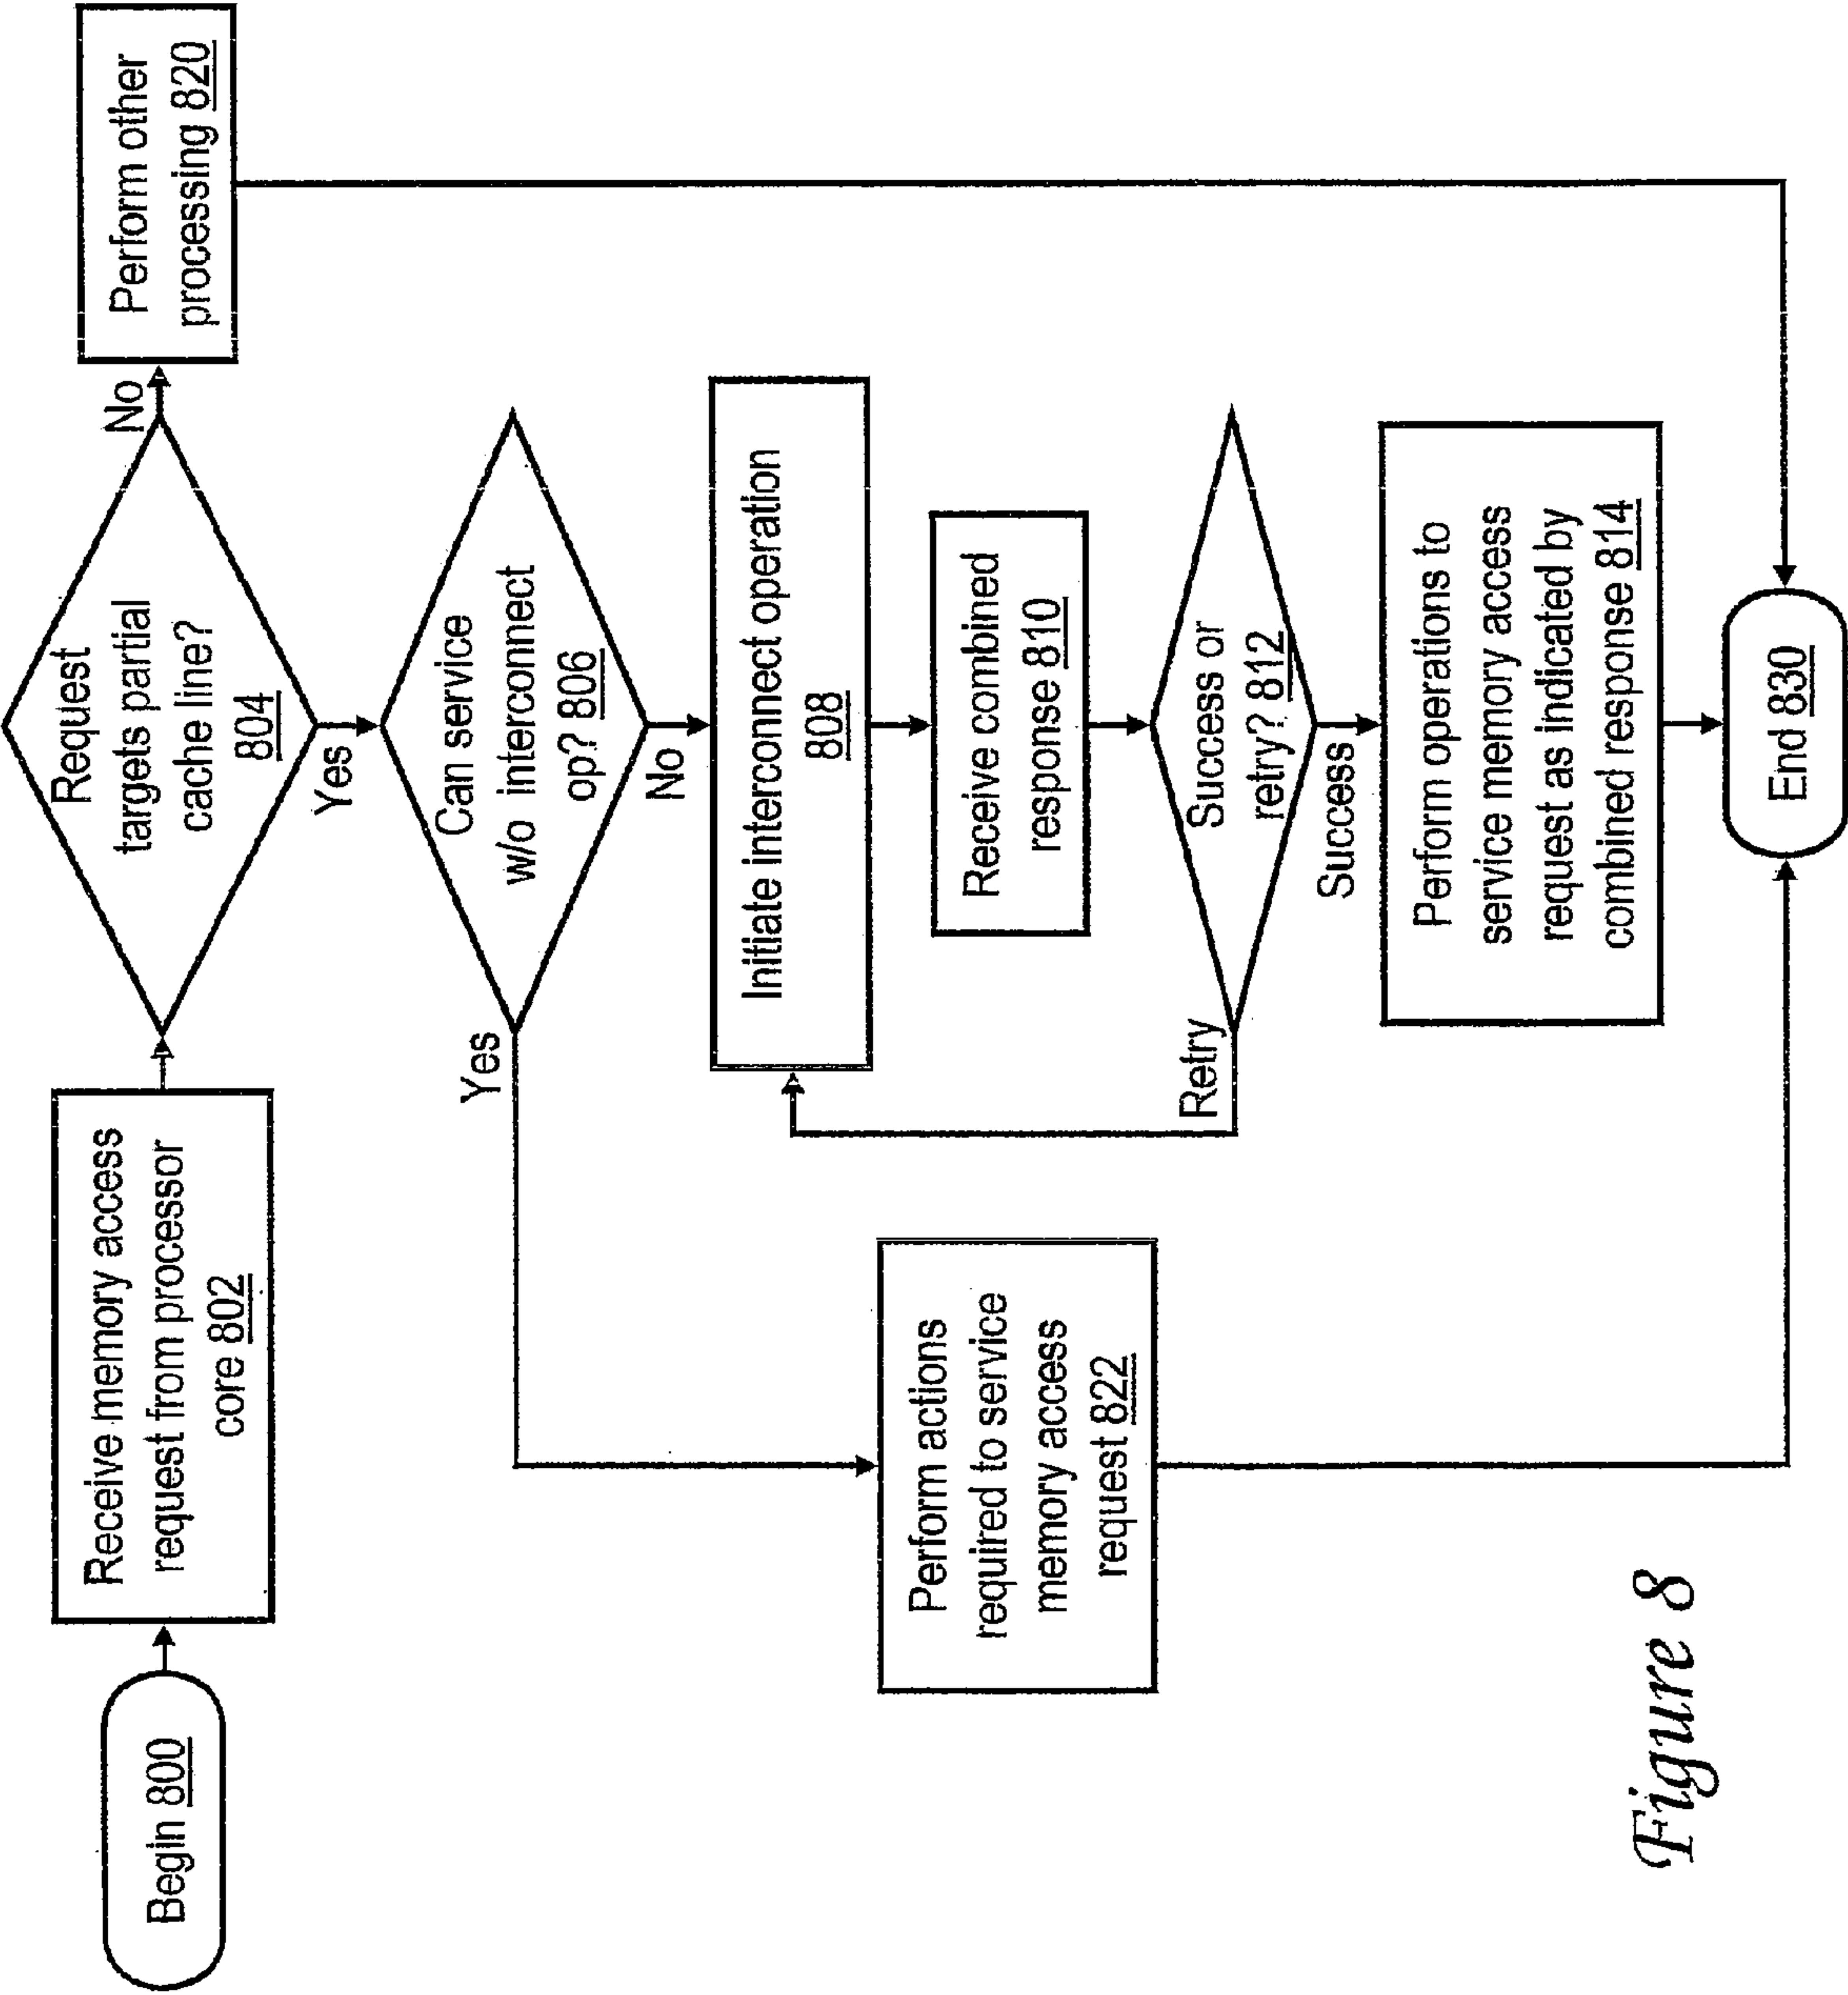 Begin 800
Receive memory access
request from processor
core 802
Request
targets partial
cache line?
804
No
Perform other
processing 820
Yes
Can service
w/o interconnect
op? 806
Yes
No
Initiate interconnect operation
808
Receive combined
response 810
Success or
retry? 812
Retry
Success
Perform actions
required to service
memory access
request 822
Perform operations to
service memory access
request as indicated by
combined response 814
End 830
Figure 8